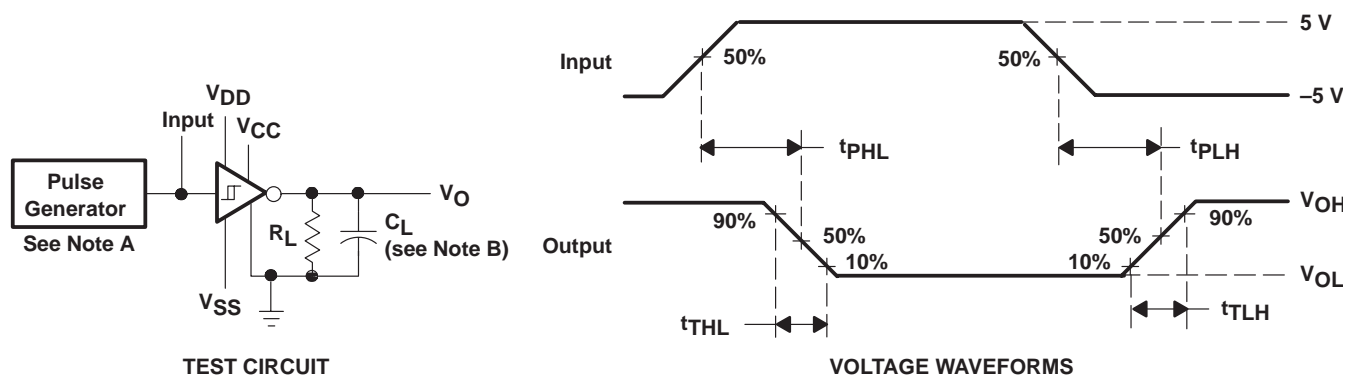 Pulse
Generator
See Note A
Input
VDD
VCC
VSS
RL
CL
(see Note B)
VO
TEST CIRCUIT
Input
50%
50%
5 V
–5 V
tPHL
tPLH
Output
90%
50%
10%
10%
50%
90%
VOH
VOL
tTHL
tTLH
VOLTAGE WAVEFORMS